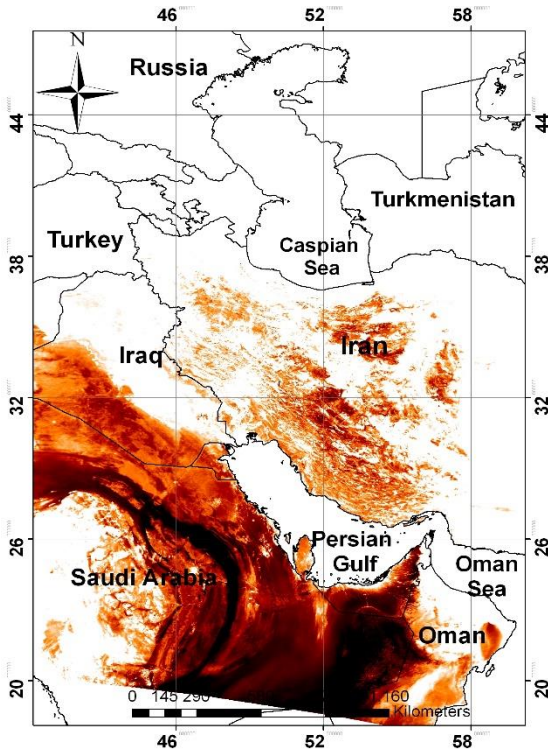 46 52 58
N
Russia
44 44
Turkmenistan
Turkey
Caspian
Sea
38 38
Iraq
Iran
32 32
Persian
Gulf
26 26
Oman
Sea
Saudi Arabia
Oman
20 20
0 145 290 160
Kilometers
46 52 58